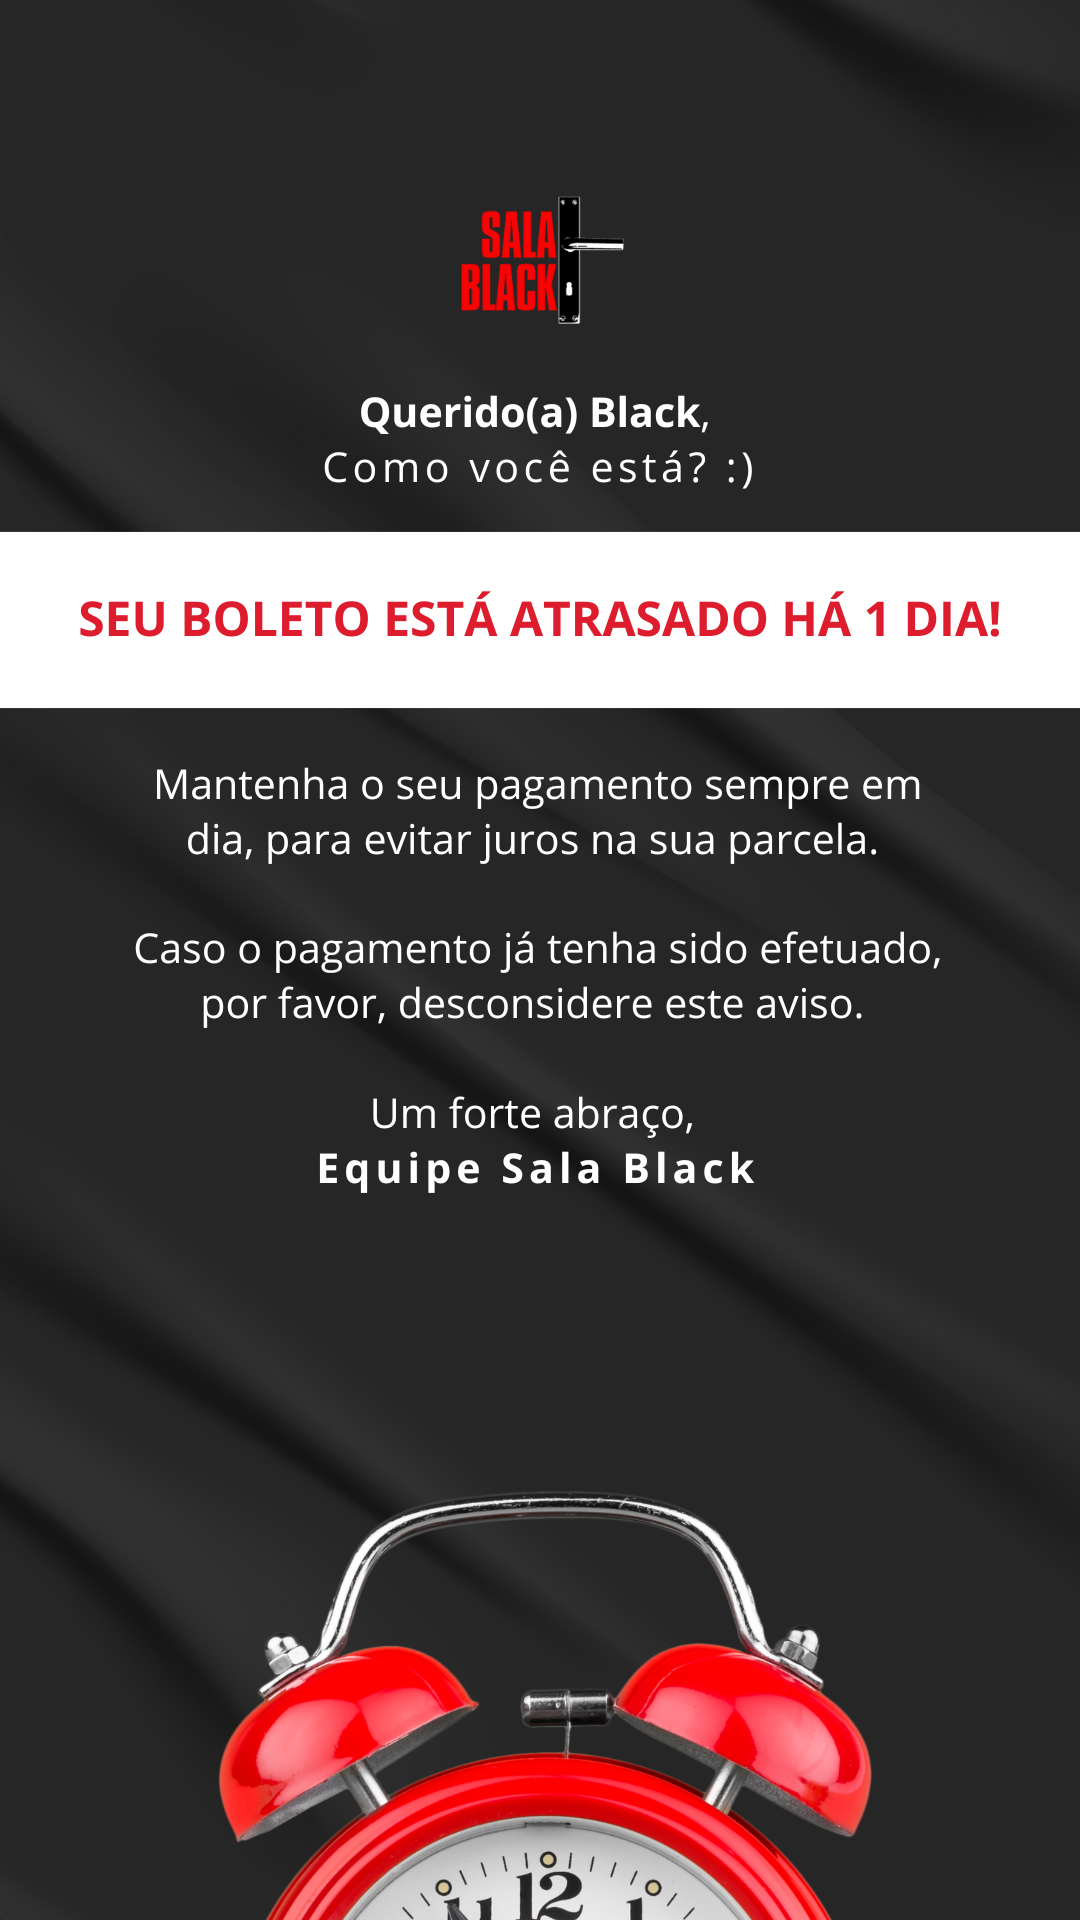 SALA
BLACK
Querido(a) Black,
Como você está? :)
SEU BOLETO ESTÁ ATRASADO HÁ 1 DIA!
Mantenha o seu pagamento sempre em
dia, para evitar juros na sua parcela.
Caso o pagamento já tenha sido efetuado,
por favor, desconsidere este aviso.
Um forte abraço,
Equipe Sala Black
12